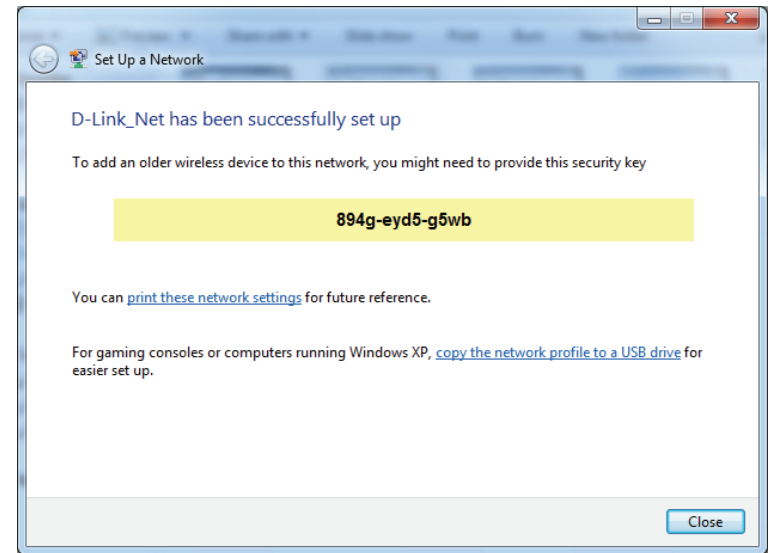 Set Up a Network
D-Link_Net has been successfully set up
To add an older wireless device to this network, you might need to provide this security key
894g-eyd5-g5wb
You can print these network settings for future reference.
For gaming consoles or computers running Windows XP, copy the network profile to a USB drive for
easier set up.
Close